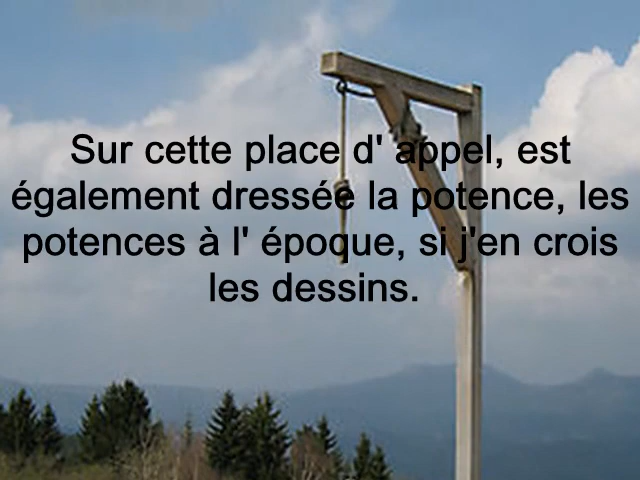 Sur cette place d' appel, est
également dressée la potence, les
potences à l' époque, si j'en crois
les dessins.